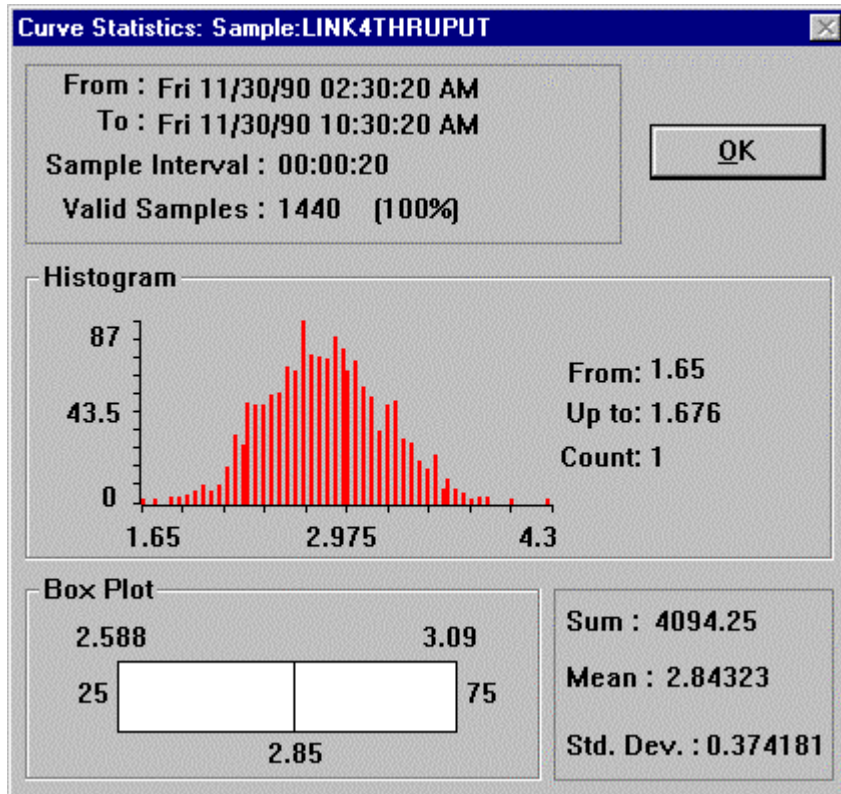 Curve Statistics: Sample:LINK4THRUPUT
From : Fri 11/30/90 02:30:20 AM
To : Fri 11/30/90 10:30:20 AM
Sample Interval : 00:00:20
Valid Samples : 1440 (100%)
OK
Histogram
87
43.5
0
1.65 2.975 4.3
From: 1.65
Up to: 1.676
Count: 1
Box Plot
2.588 3.09
25 75
2.85
Sum : 4094.25
Mean : 2.84323
Std. Dev. : 0.374181